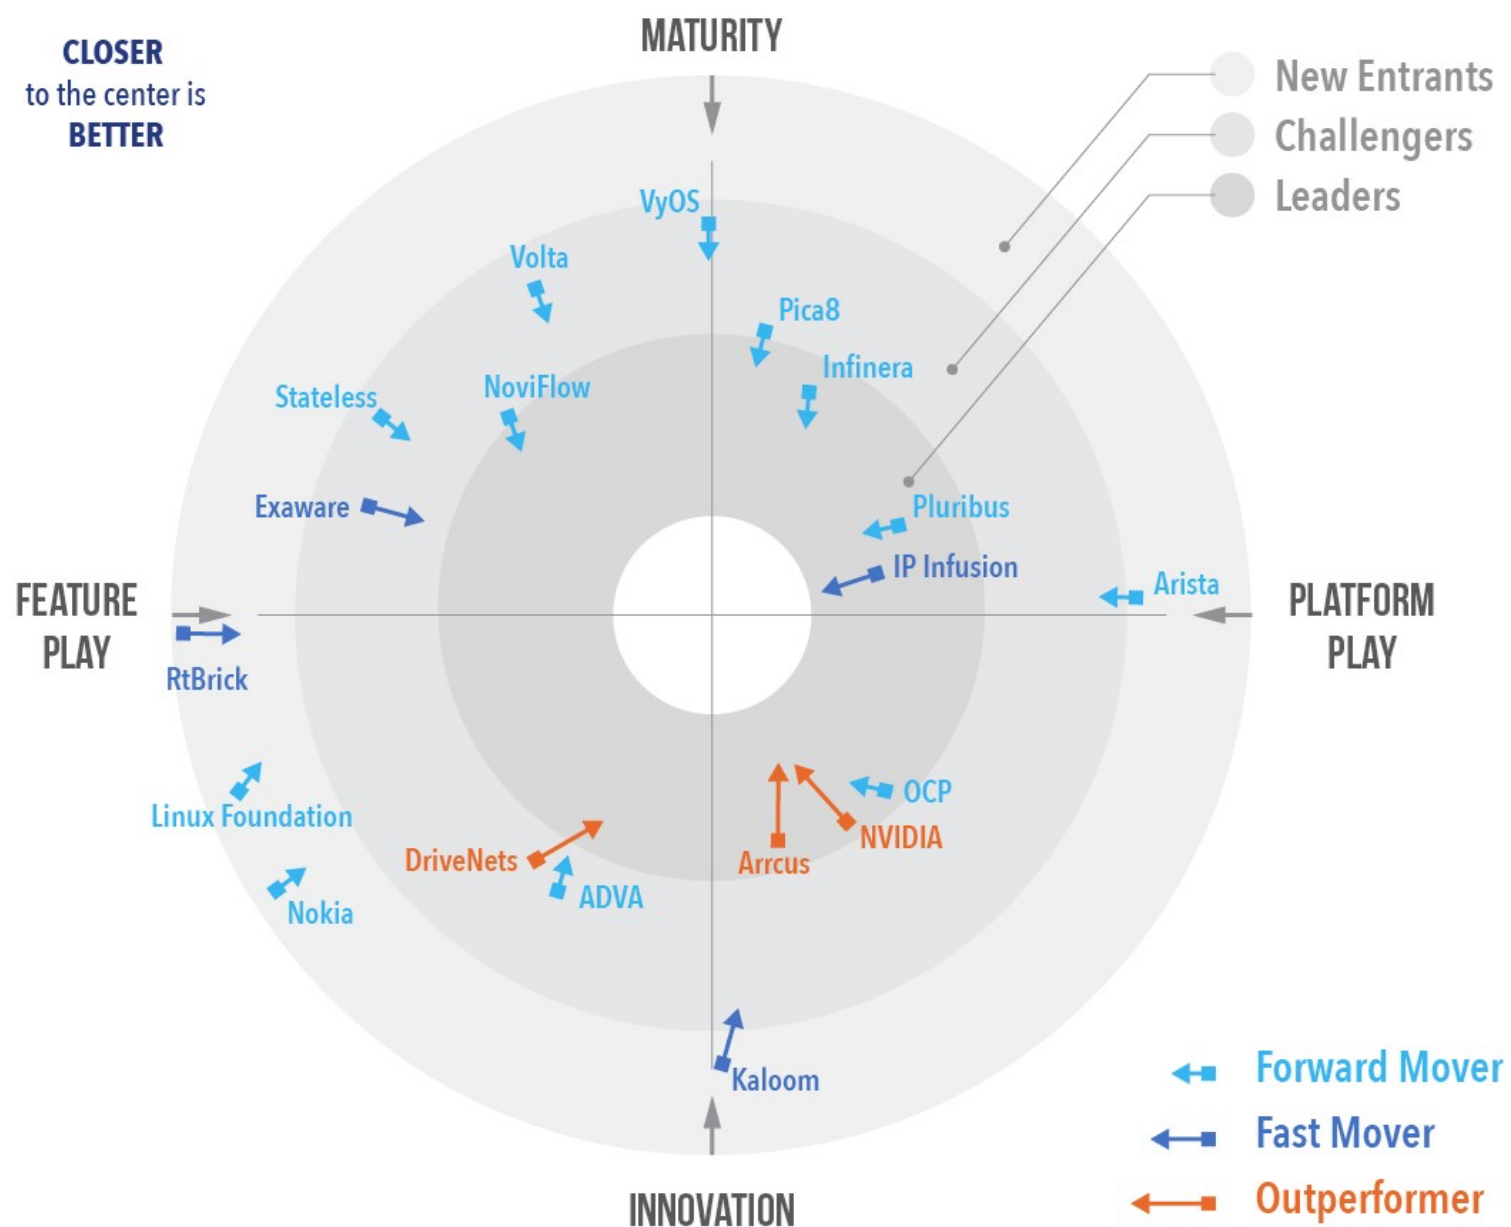 CLOSER
to the center is
BETTER
MATURITY
New Entrants
Challengers
Leaders
VyOS
Volta
Pica8
Infinera
NoviFlow
Stateless
Exaware
Pluribus
IP Infusion
Arista
FEATURE
PLAY
PLATFORM
PLAY
RtBrick
Linux Foundation
Nokia
DriveNets
ADVA
Arrcus
NVIDIA
OCP
Kaloom
INNOVATION
Forward Mover
Fast Mover
Outperformer